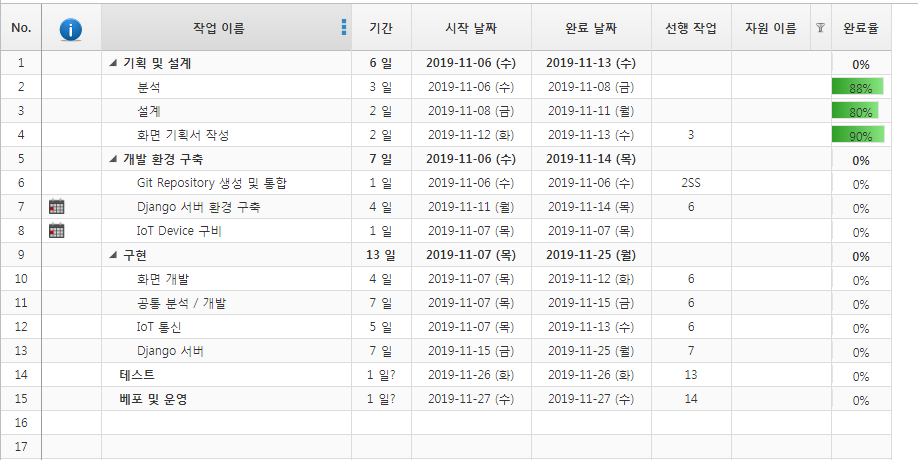 No. 작업 이름 기간 시작 날짜 완료 날짜 선행 작업 자원 이름 완료율
1 기획 및 설계 6 일 2019-11-06 (수) 2019-11-13 (수) 0%
2 분석 3 일 2019-11-06 (수) 2019-11-08 (금) 88%
3 설계 2 일 2019-11-08 (금) 2019-11-11 (월) 80%
4 화면 기획서 작성 2 일 2019-11-12 (화) 2019-11-13 (수) 3 90%
5 개발 환경 구축 7 일 2019-11-06 (수) 2019-11-14 (목) 0%
6 Git Repository 생성 및 통합 1 일 2019-11-06 (수) 2019-11-06 (수) 2SS 0%
7 Django 서버 환경 구축 4 일 2019-11-11 (월) 2019-11-14 (목) 6 0%
8 IoT Device 구비 1 일 2019-11-07 (목) 2019-11-07 (목) 0%
9 구현 13 일 2019-11-07 (목) 2019-11-25 (월) 0%
10 화면 개발 4 일 2019-11-07 (목) 2019-11-12 (화) 6 0%
11 공통 분석 / 개발 7 일 2019-11-07 (목) 2019-11-15 (금) 6 0%
12 IoT 통신 5 일 2019-11-07 (목) 2019-11-13 (수) 6 0%
13 Django 서버 7 일 2019-11-15 (금) 2019-11-25 (월) 7 0%
14 테스트 1 일? 2019-11-26 (화) 2019-11-26 (화) 13 0%
15 베포 및 운영 1 일? 2019-11-27 (수) 2019-11-27 (수) 14 0%
16
17